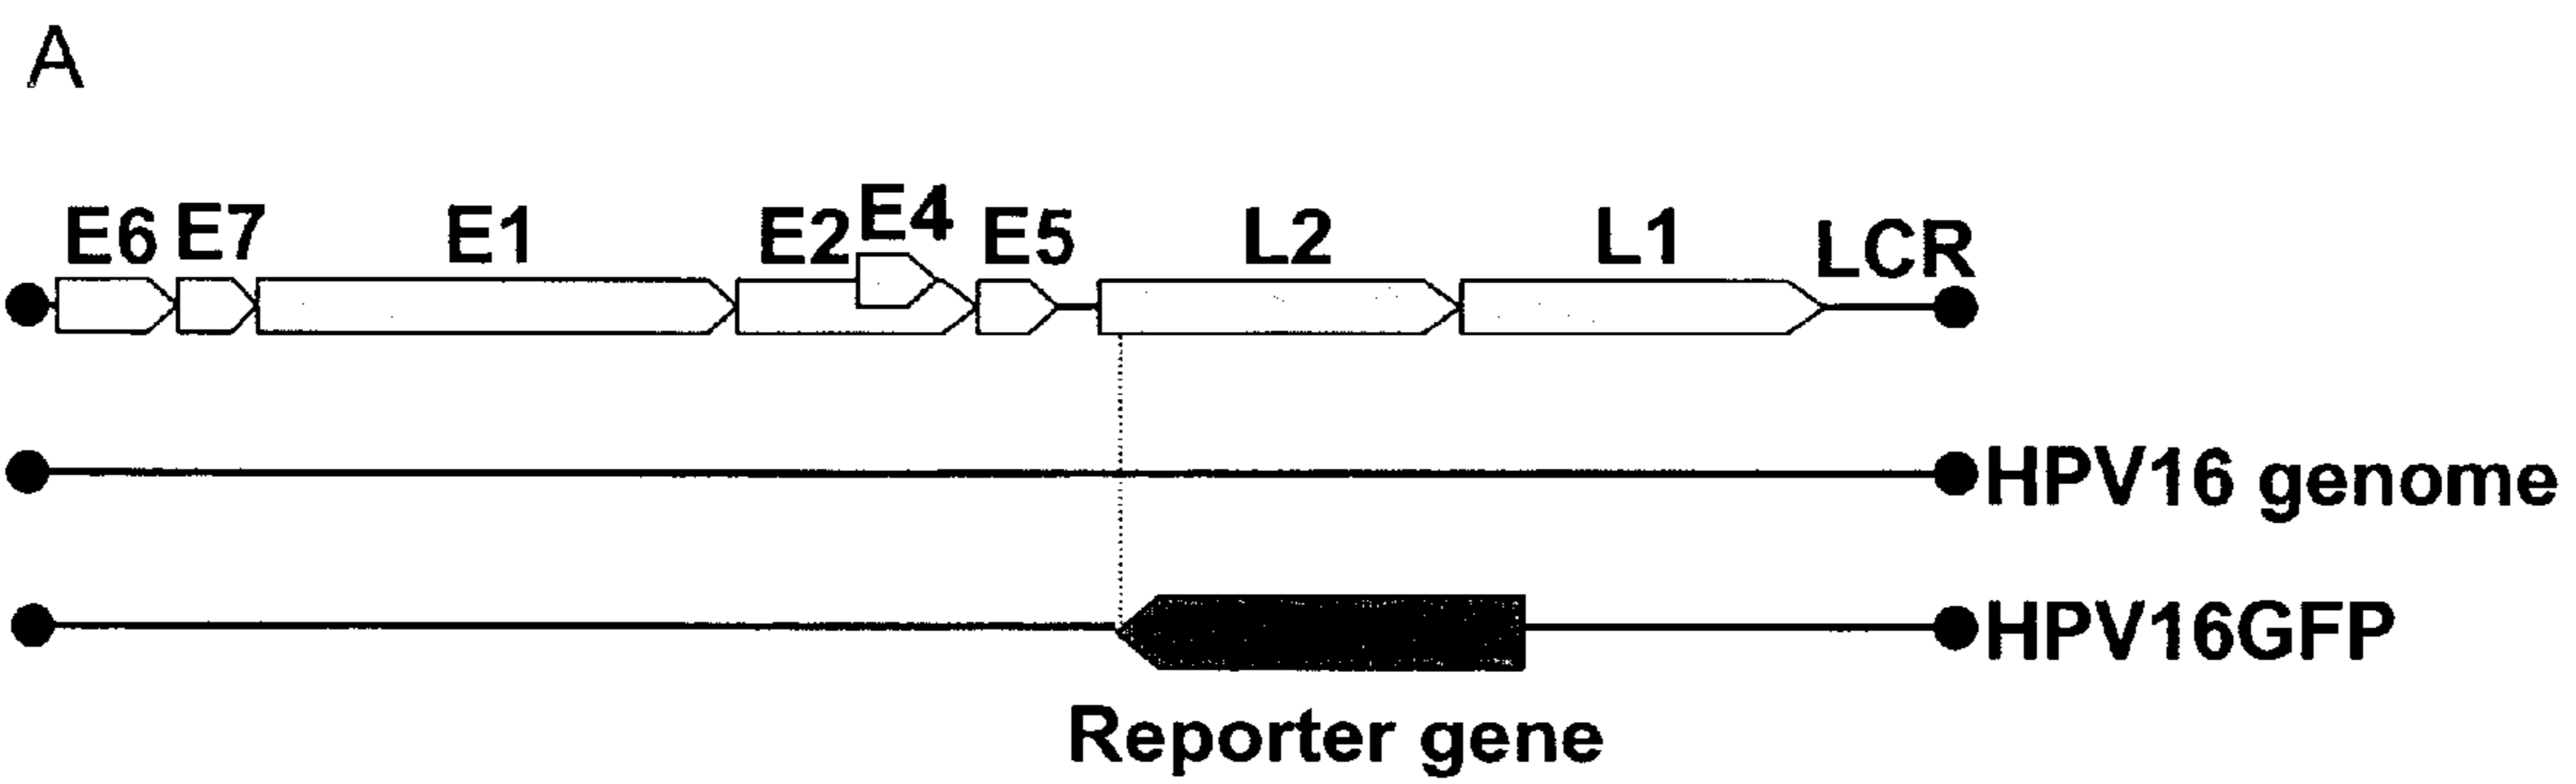 A
E6 E7 E1 E2 E4 E5 L2 L1 LCR
HPV16 genome
HPV16GFP
Reporter gene